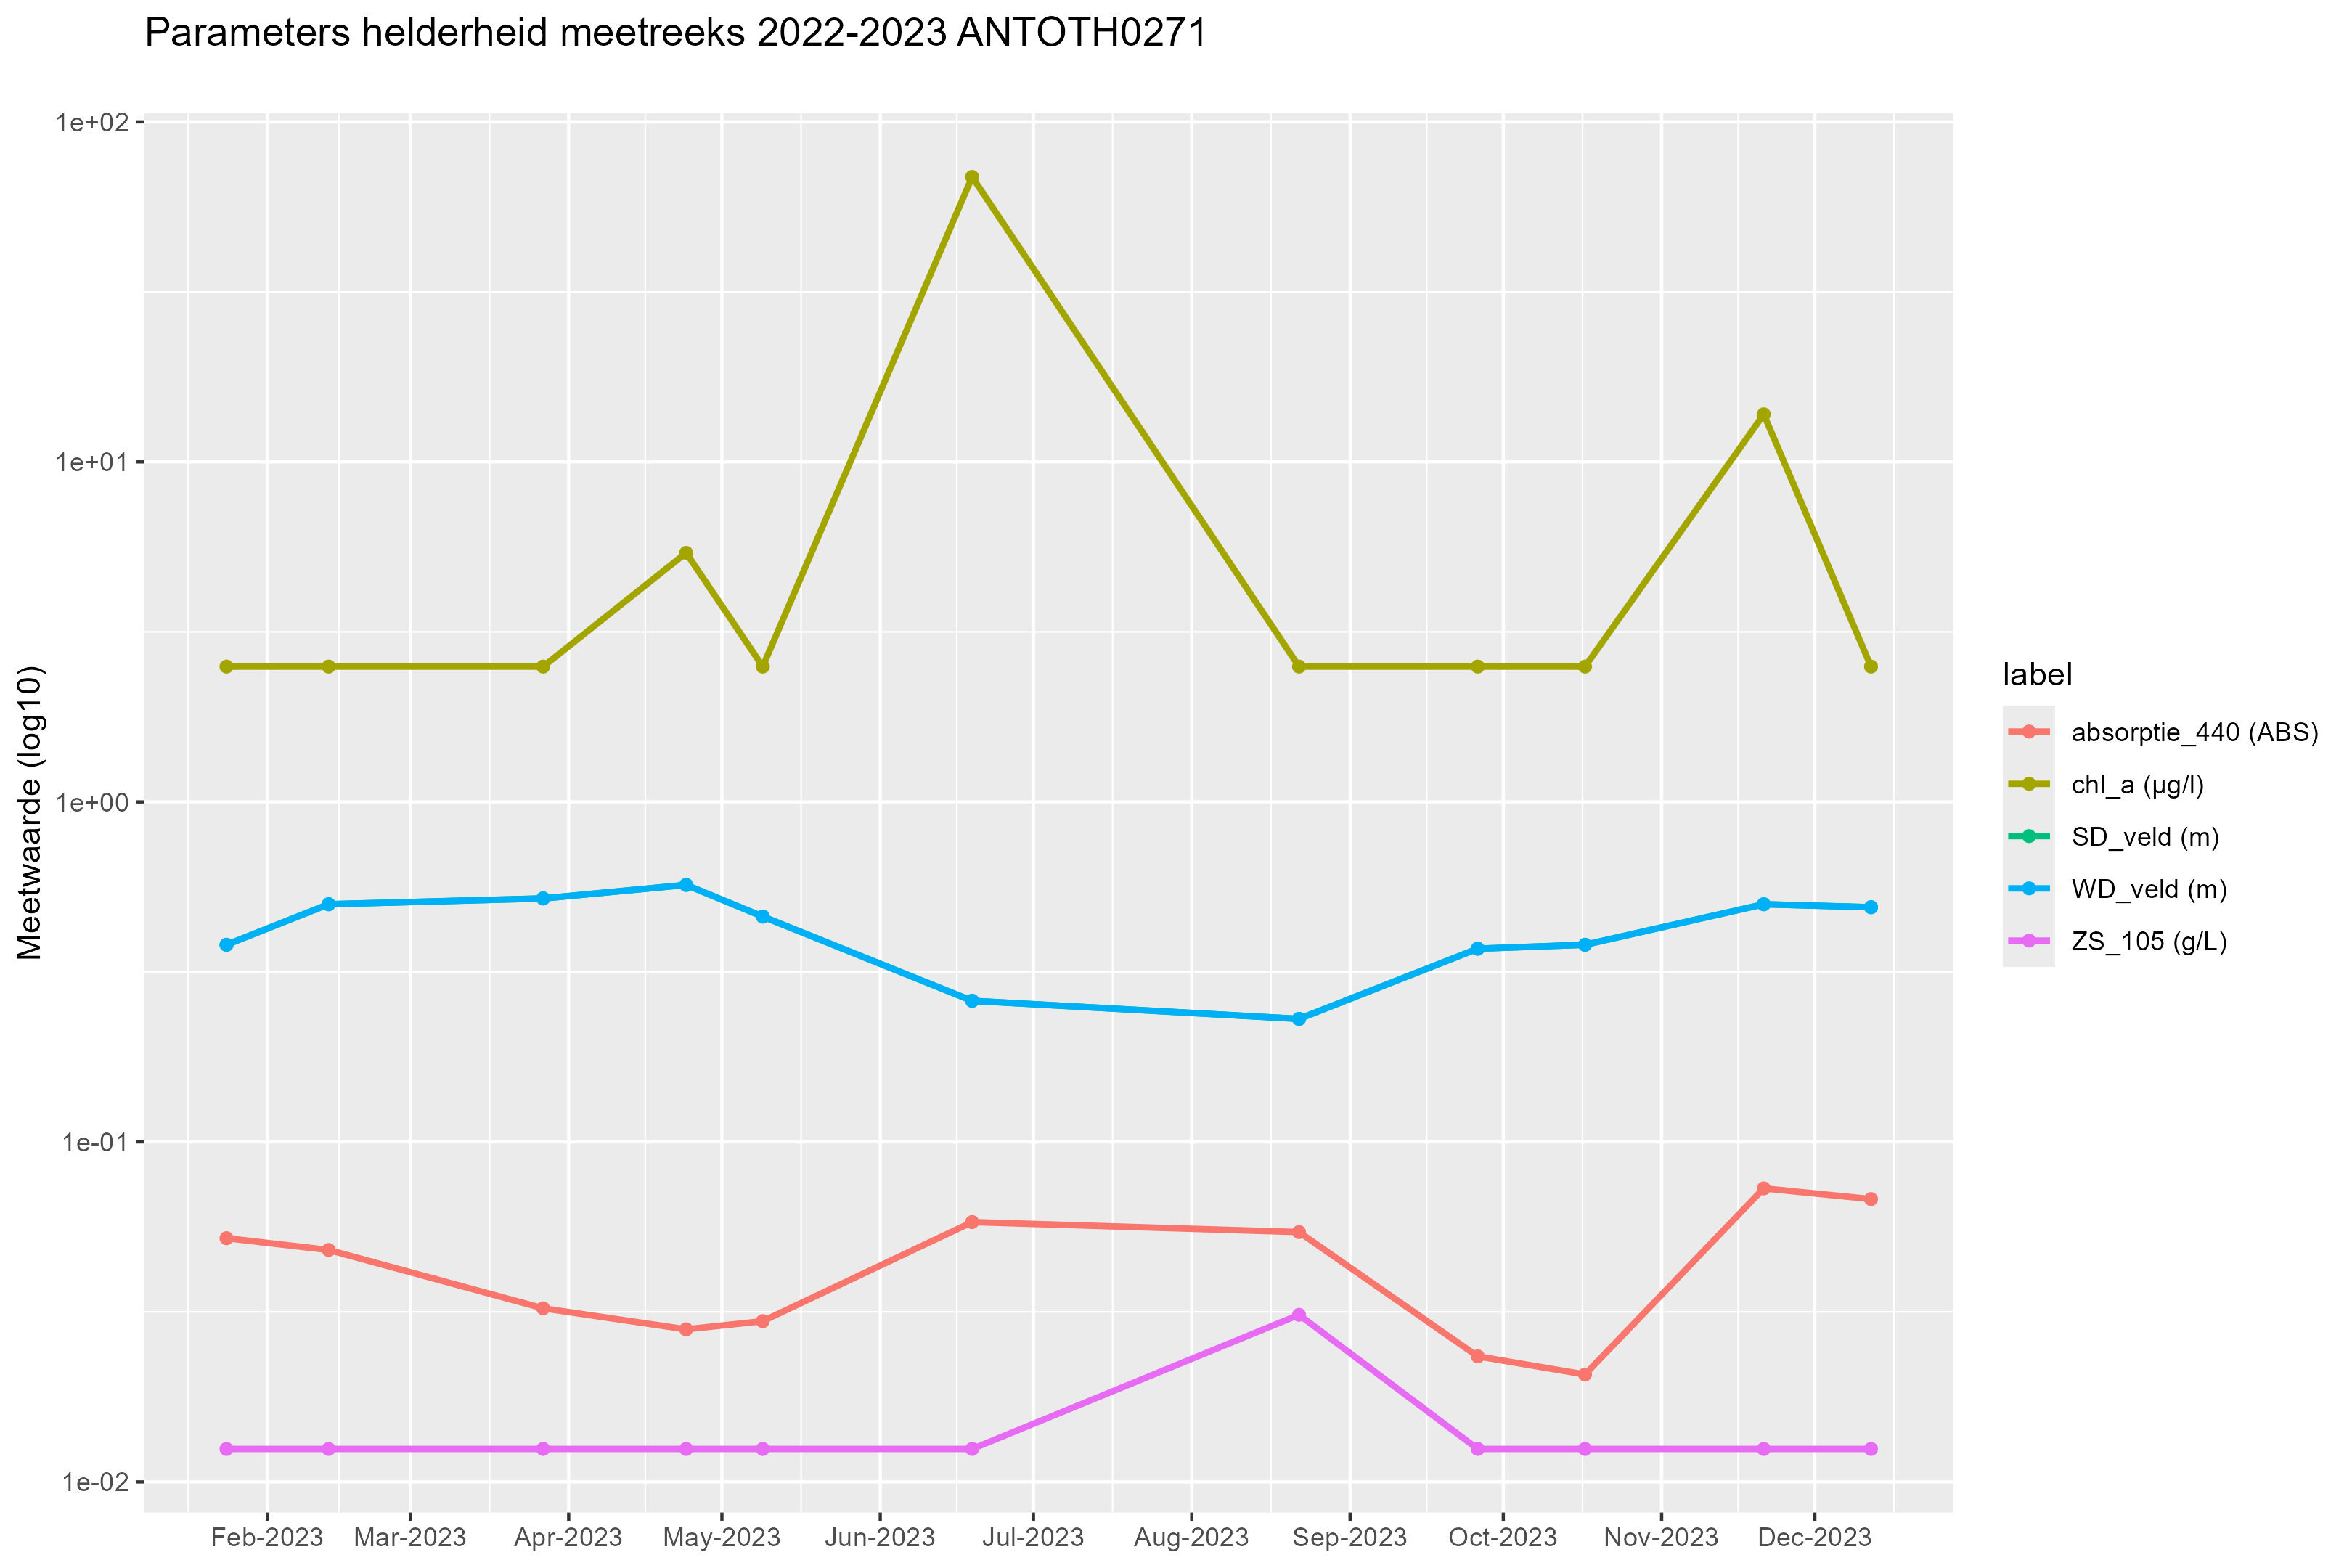 Parameters helderheid meetreeks 2022-2023 ANTOTH0271
Meetwaarde (log10)
1e+02
1e+01
1e+00
1e-01
1e-02
Feb-2023
Mar-2023
Apr-2023
May-2023
Jun-2023
Jul-2023
Aug-2023
Sep-2023
Oct-2023
Nov-2023
Dec-2023
label
absorptie_440 (ABS)
chl_a (µg/l)
SD_veld (m)
WD_veld (m)
ZS_105 (g/L)